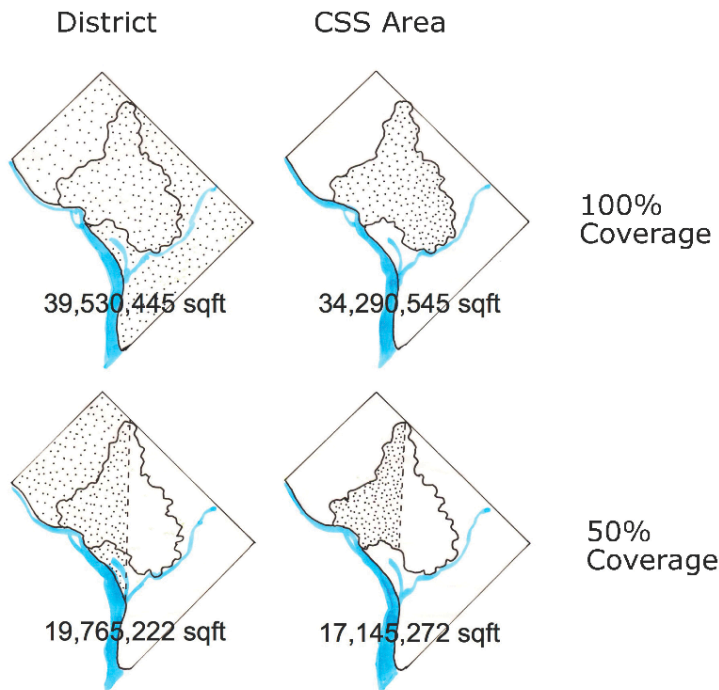 District
CSS Area
39,530,445 sqft
34,290,545 sqft
100%
Coverage
19,765,222 sqft
17,145,272 sqft
50%
Coverage